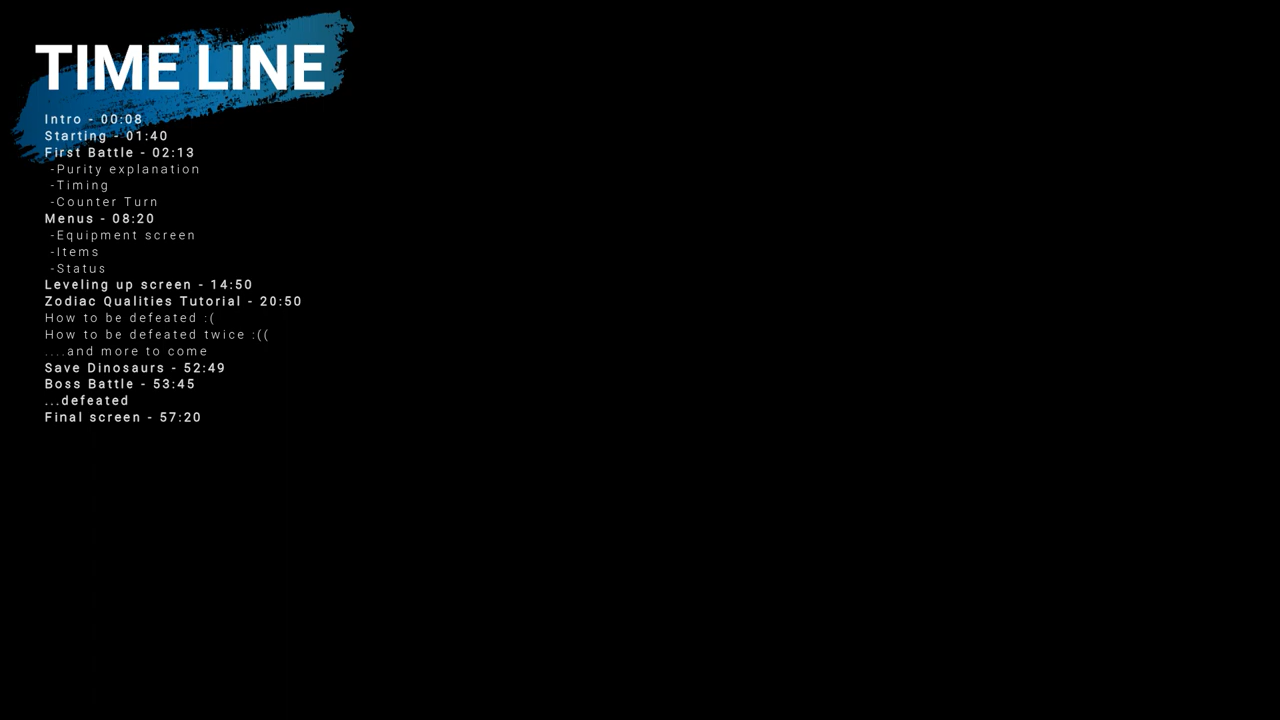 TIME LINE
Intro - 00:08
Starting - 01:40
First Battle - 02:13
-Purity explanation
-Timing
-Counter Turn
Menus - 08:20
-Equipment screen
-Items
-Status
Leveling up screen - 14:50
Zodiac Qualities Tutorial - 20:50
How to be defeated :(
How to be defeated twice :((
....and more to come
Save Dinosaurs - 52:49
Boss Battle - 53:45
...defeated
Final screen - 57:20